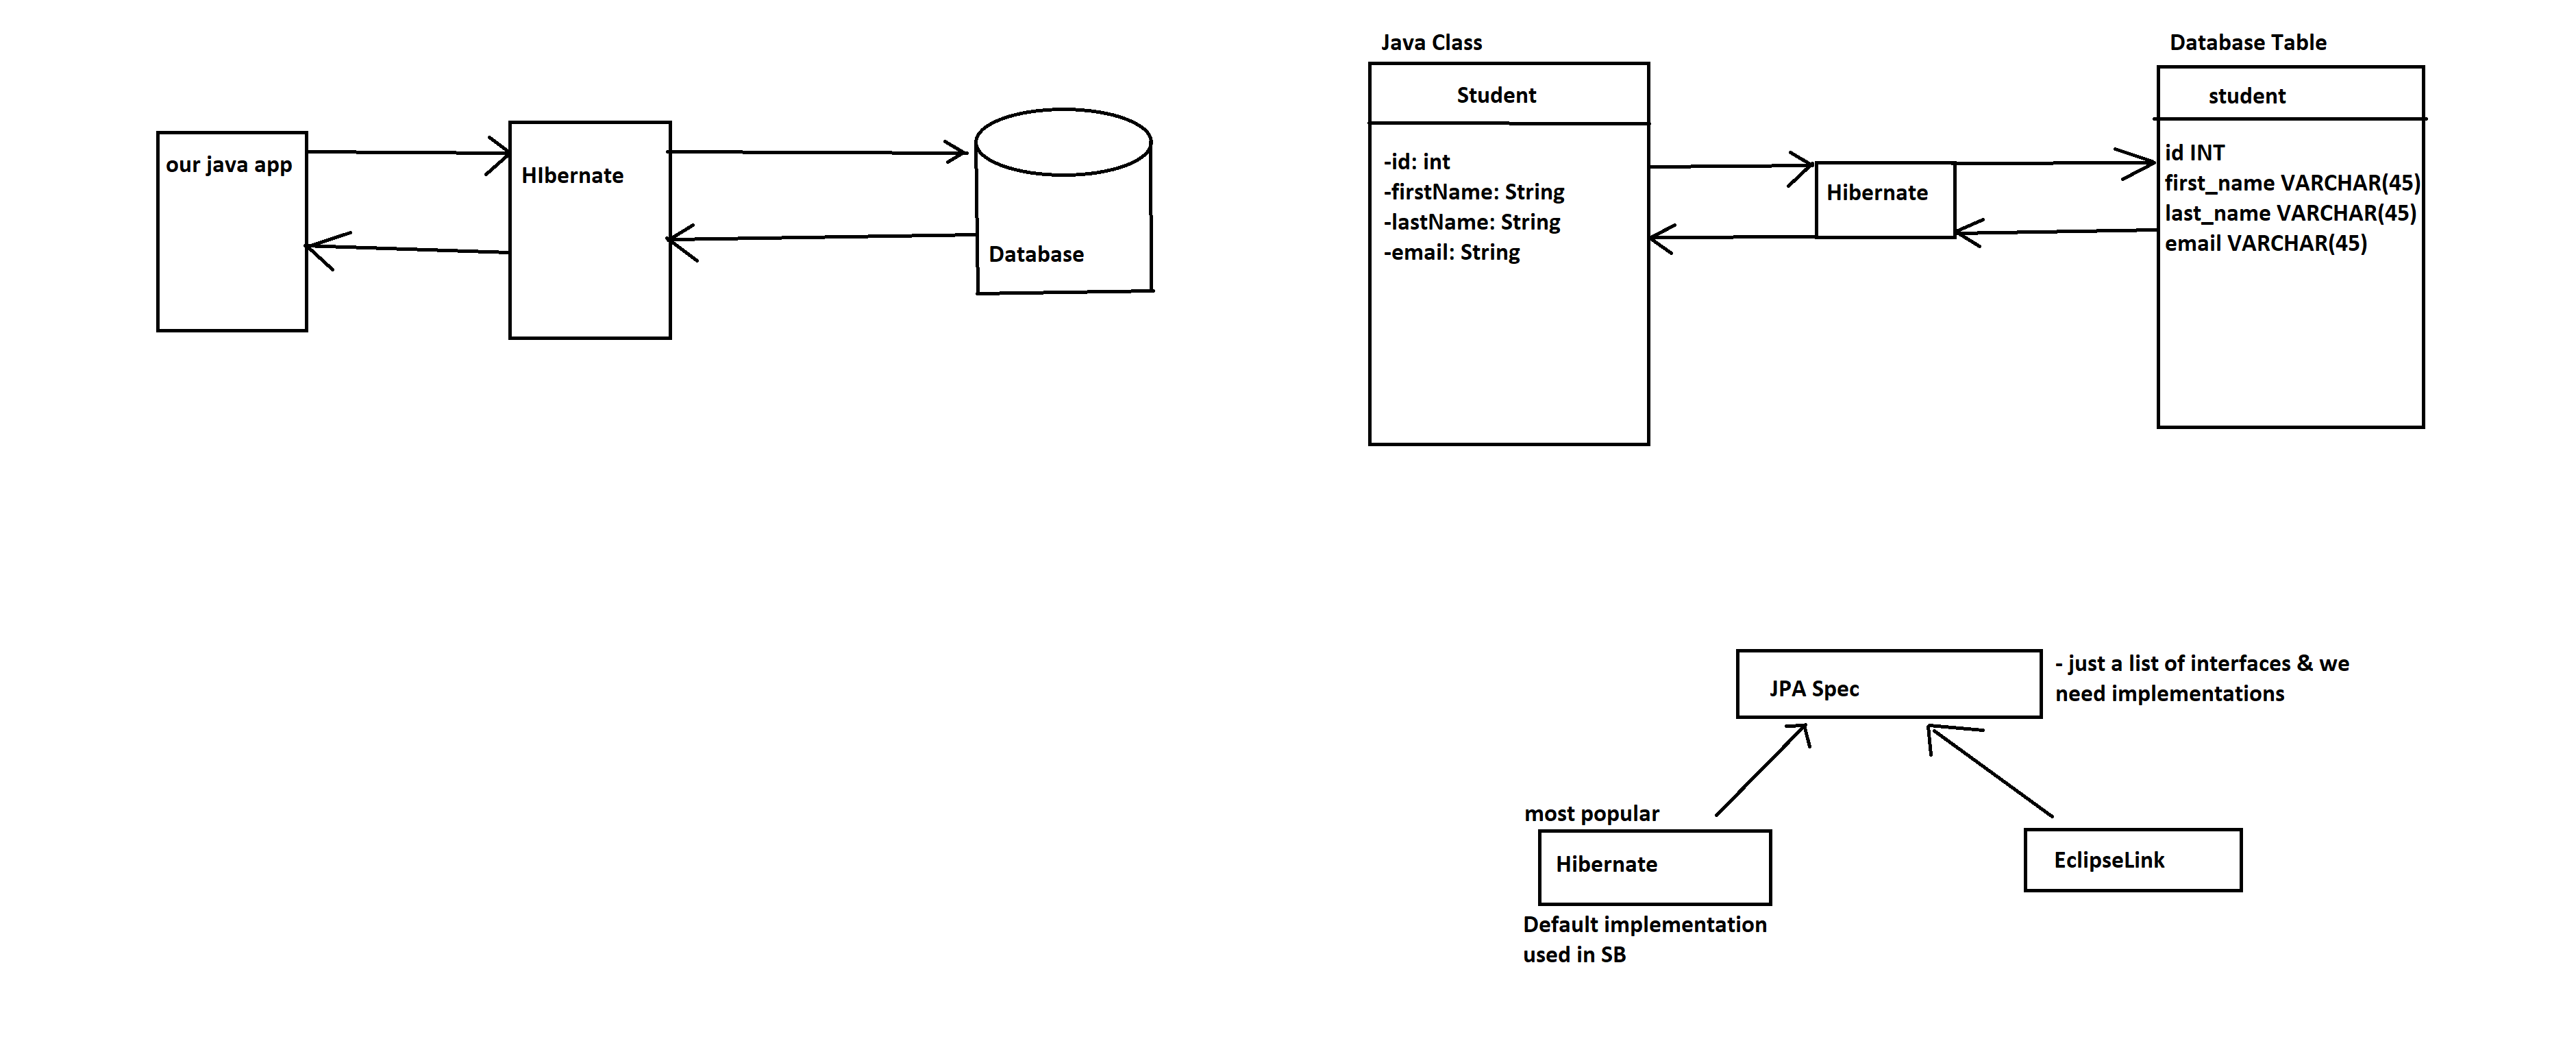 our java app
HIbernate
Database
Java Class
Student
-id: int
-firstName: String
-lastName: String
-email: String
Hibernate
Database Table
student
id INT
first_name VARCHAR(45)
last_name VARCHAR(45)
email VARCHAR(45)
JPA Spec
- just a list of interfaces & we
need implementations
most popular
Hibernate
Default implementation
used in SB
EclipseLink